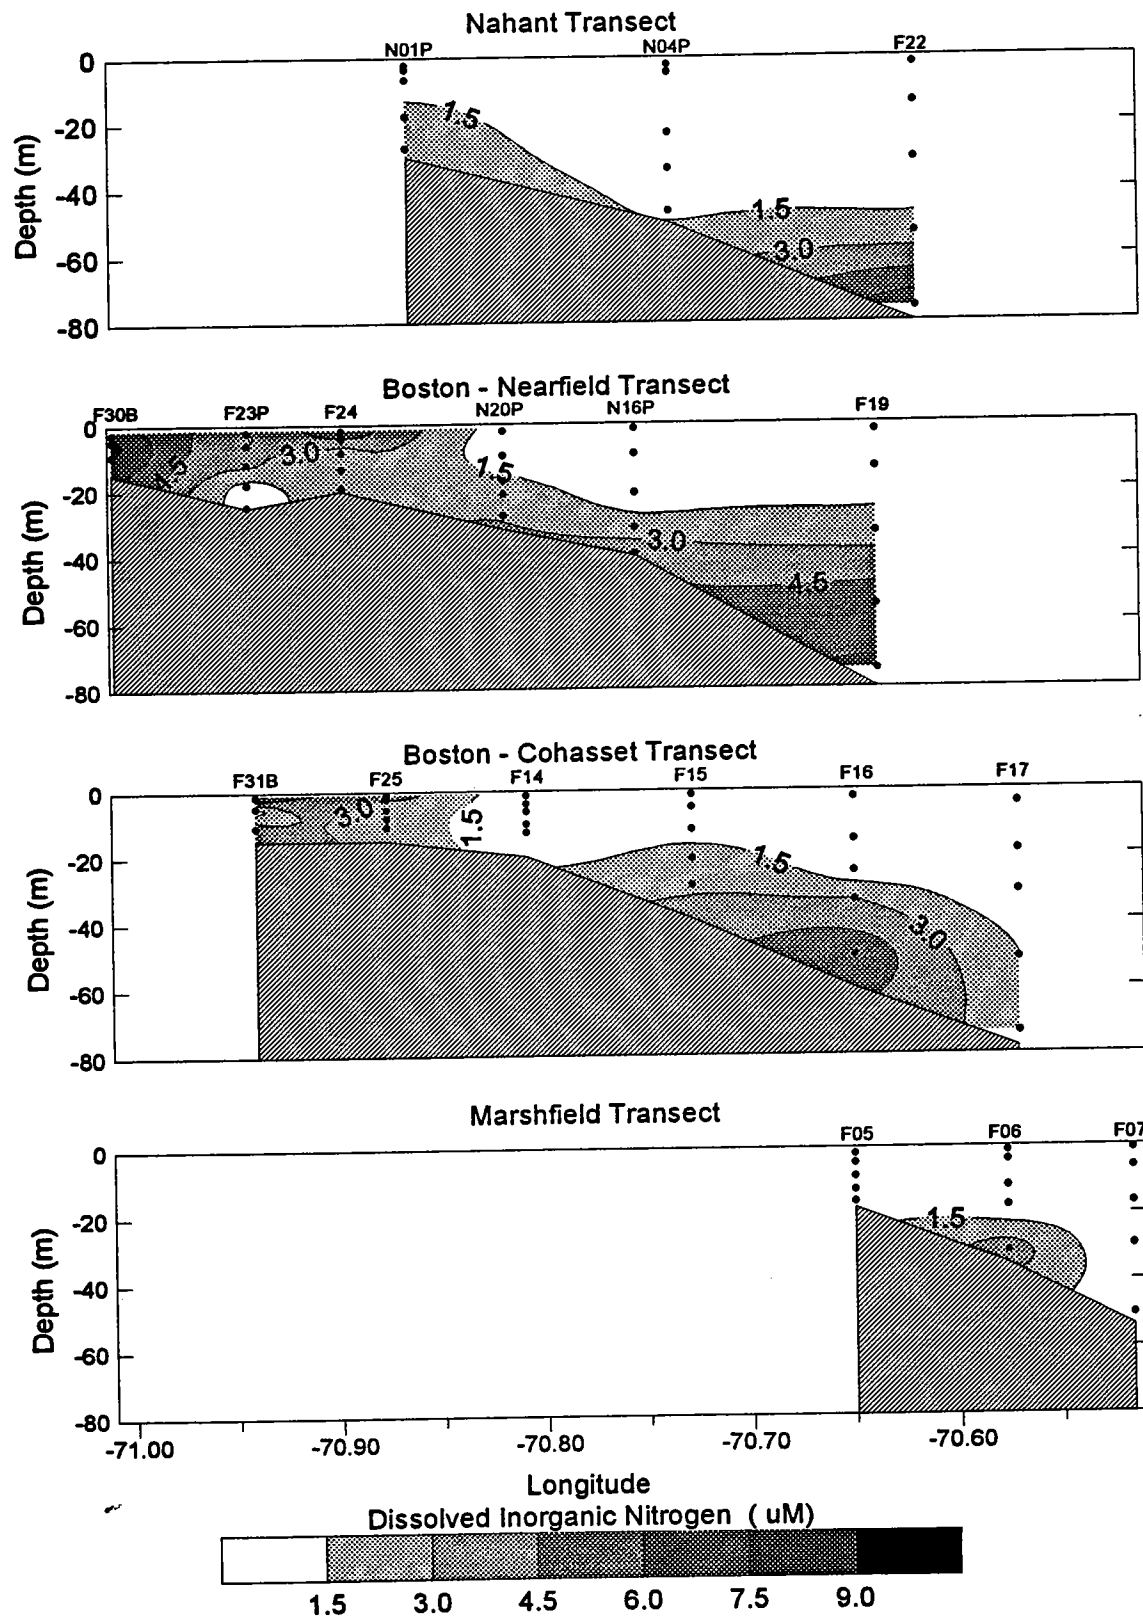 Nahant Transect
N01P N04P F22
0
-20
-40
-60
-80
Depth (m)
1.5
1.5
3.0
Boston - Nearfield Transect
F30B F23P F24 N20P N16P F19
0
-20
-40
-60
-80
Depth (m)
4.5
3.0
1.5
3.0
4.5
Boston - Cohasset Transect
F31B F25 F14 F15 F16 F17
0
-20
-40
-60
-80
Depth (m)
3.0
1.5
1.5
3.0
Marshfield Transect
F05 F06 F07
0
-20
-40
-60
-80
Depth (m)
1.5
-71.00 -70.90 -70.80 -70.70 -70.60
Longitude
Dissolved Inorganic Nitrogen ( uM)
1.5 3.0 4.5 6.0 7.5 9.0